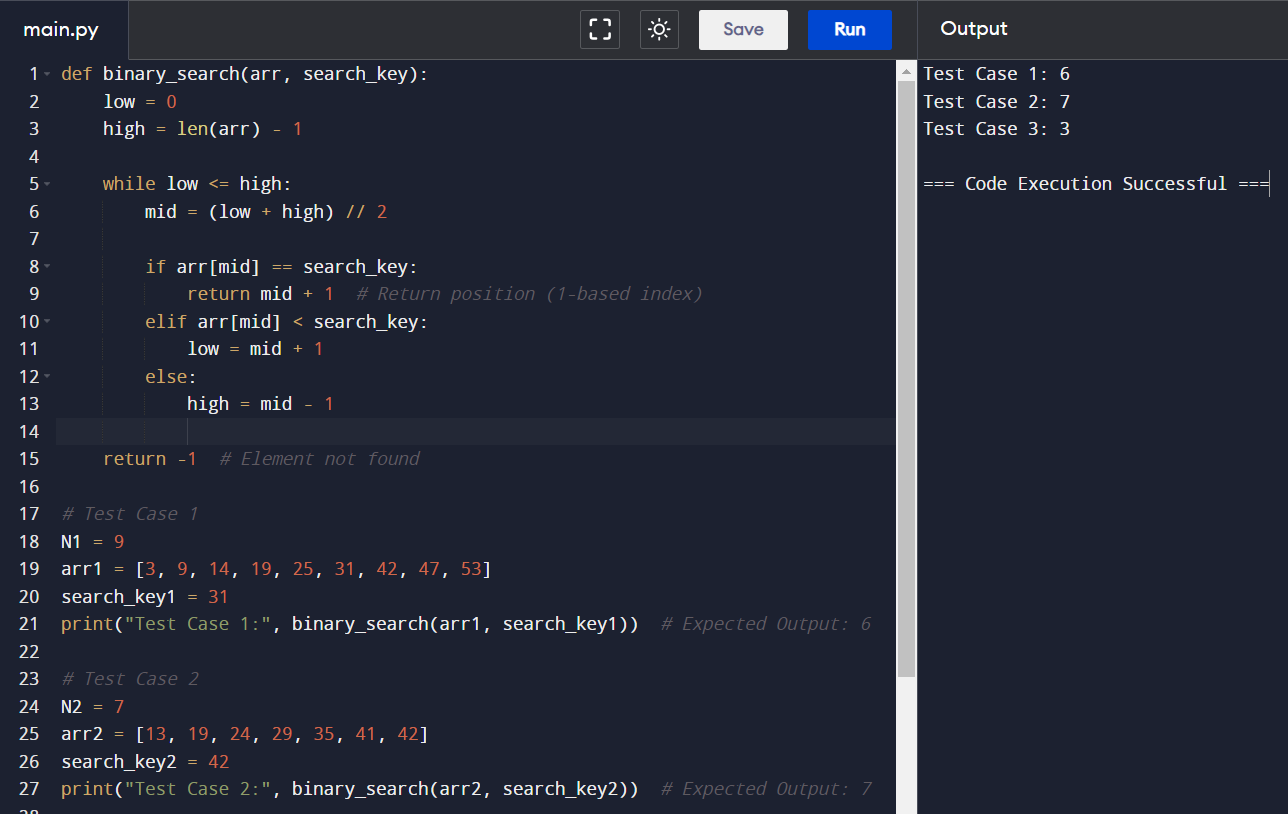 main.py
Save
Run
Output
1 def binary_search(arr, search_key):
2     low = 0
3     high = len(arr) - 1
4
5     while low <= high:
6         mid = (low + high) // 2
7
8         if arr[mid] == search_key:
9             return mid + 1  # Return position (1-based index)
10         elif arr[mid] < search_key:
11             low = mid + 1
12         else:
13             high = mid - 1
14
15     return -1  # Element not found
16
17 # Test Case 1
18 N1 = 9
19 arr1 = [3, 9, 14, 19, 25, 31, 42, 47, 53]
20 search_key1 = 31
21 print("Test Case 1:", binary_search(arr1, search_key1))  # Expected Output: 6
22
23 # Test Case 2
24 N2 = 7
25 arr2 = [13, 19, 24, 29, 35, 41, 42]
26 search_key2 = 42
27 print("Test Case 2:", binary_search(arr2, search_key2))  # Expected Output: 7
Test Case 1: 6
Test Case 2: 7
Test Case 3: 3
=== Code Execution Successful ===